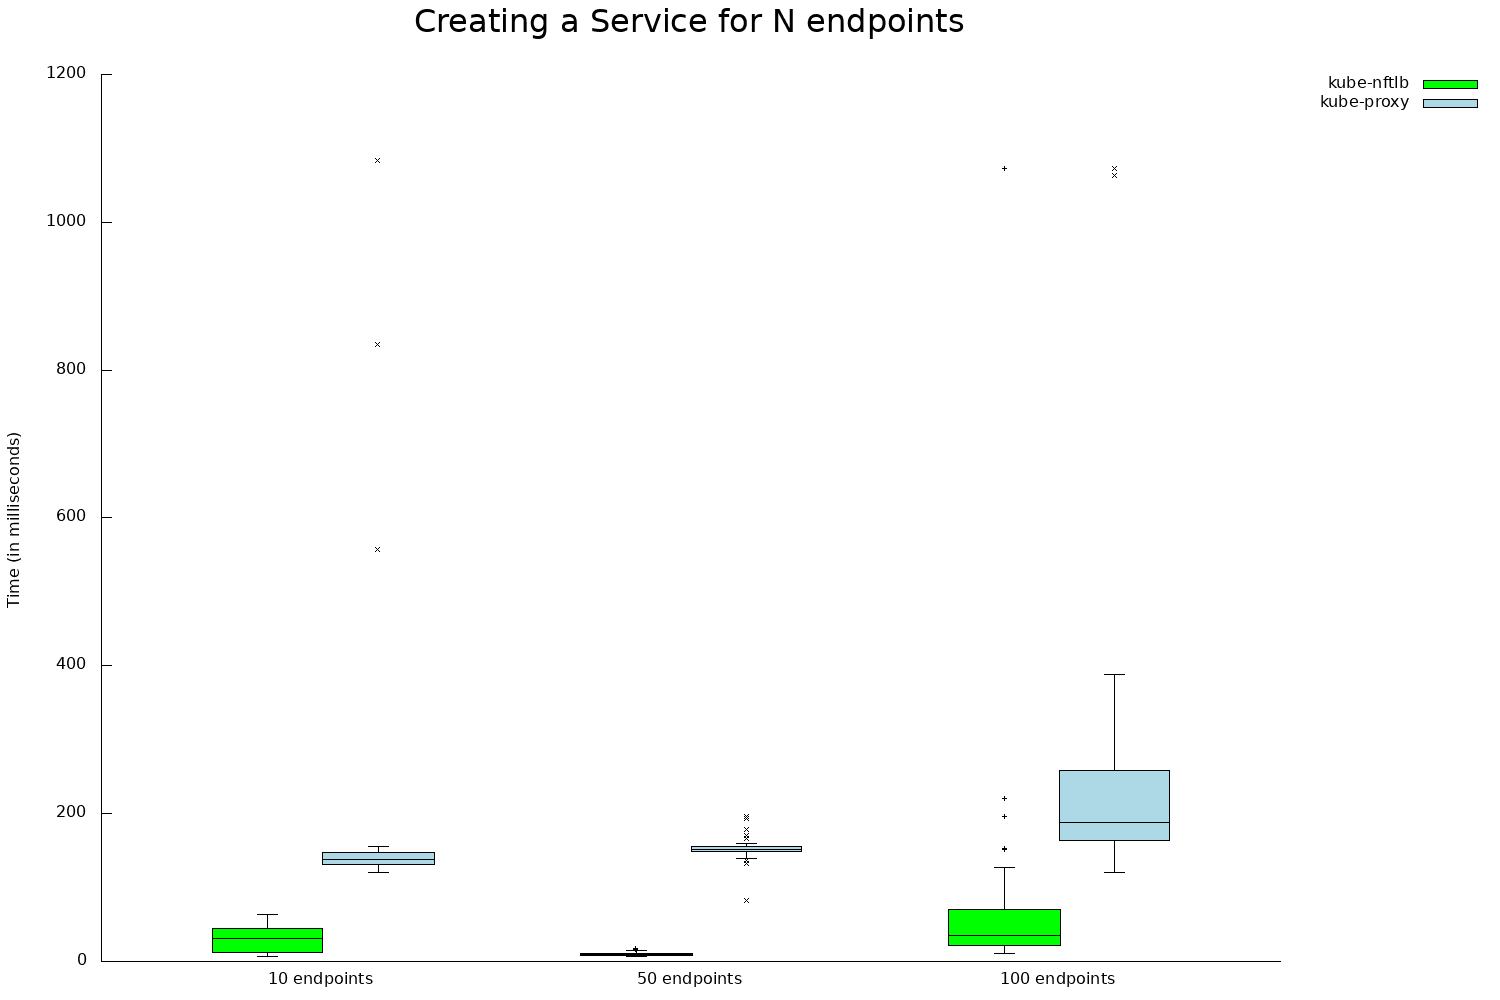 Creating a Service for N endpoints
kube-nftlb
kube-proxy
1200
1000
800
600
400
200
0
Time (in milliseconds)
10 endpoints
50 endpoints
100 endpoints